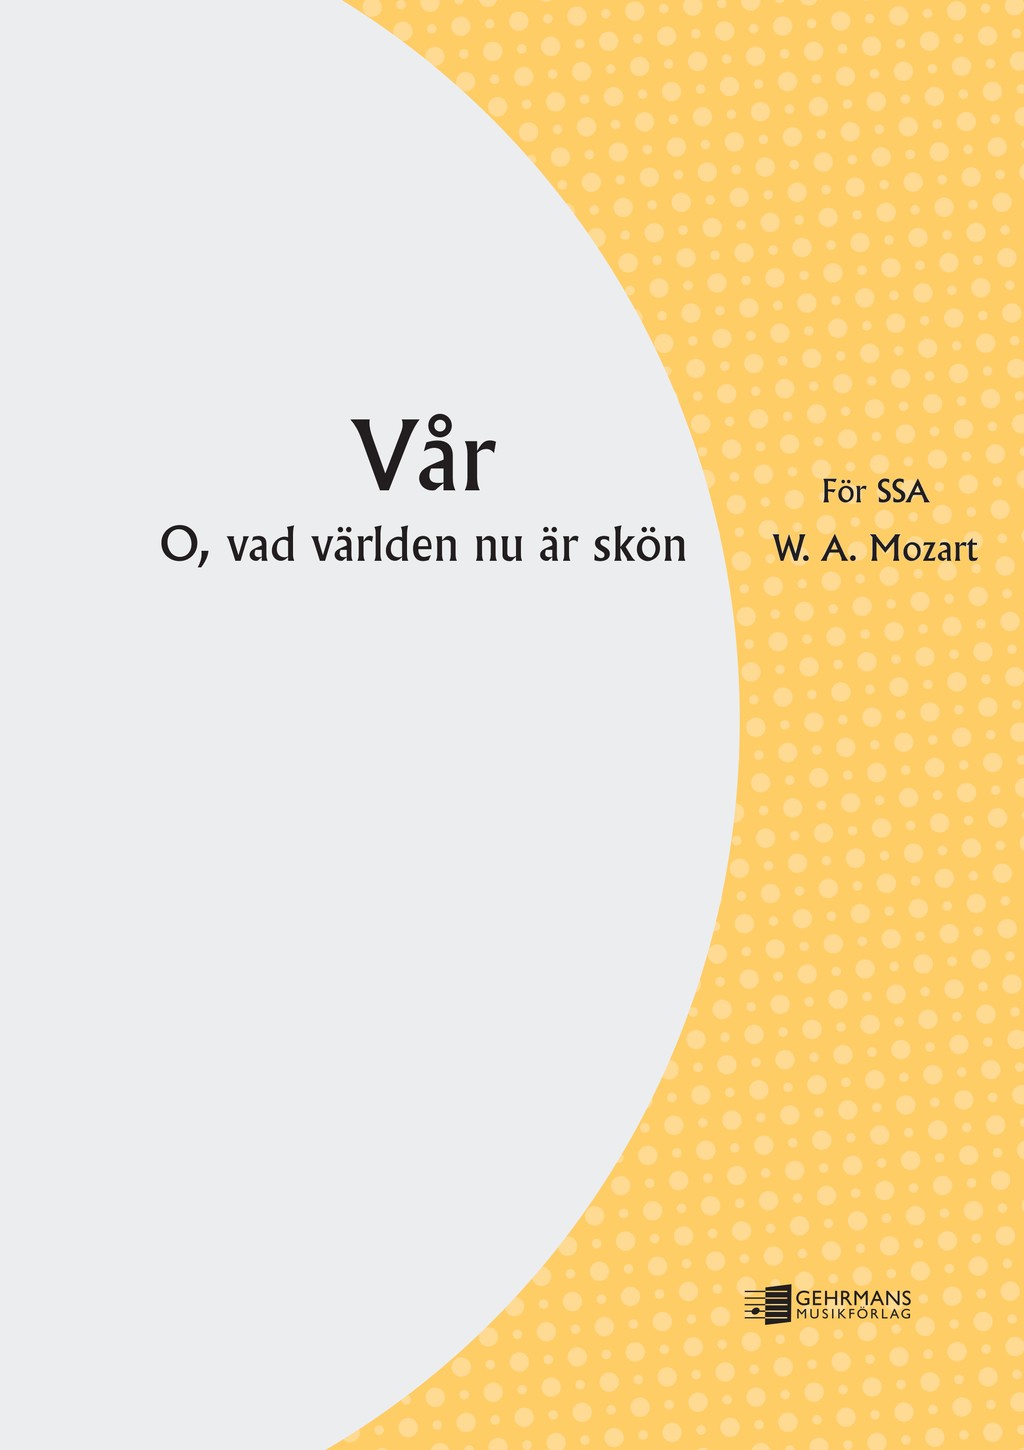 Vår
O, vad världen nu är skön
För SSA
W. A. Mozart
GEHRMANS
MUSIKFÖRLAG